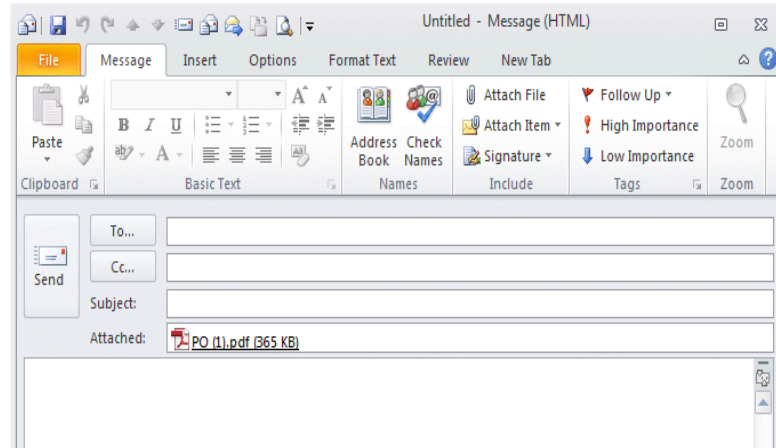 Untitled - Message (HTML)
File Message Insert Options Format Text Review New Tab
Paste
B I U
A A
ab A
Address Book
Check Names
Attach File
Attach Item
Signature
Follow Up
High Importance
Low Importance
Zoom
Clipboard Basic Text Names Include Tags Zoom
Send
To...
Cc...
Subject:
Attached: PO (1).pdf (365 KB)